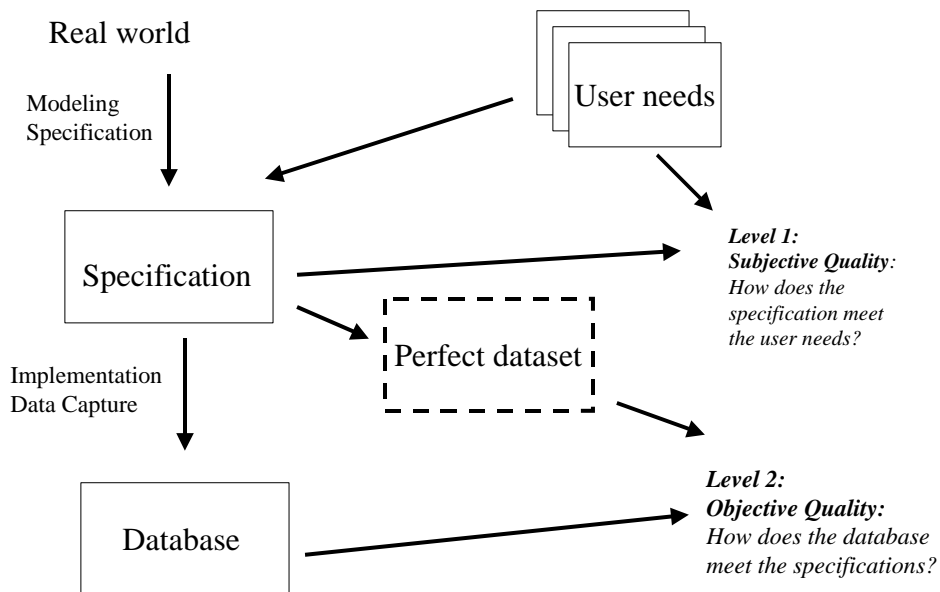 Real world
User needs
Modeling
Specification
Specification
Level 1:
Subjective Quality:
How does the
specification meet
the user needs?
Perfect dataset
Implementation
Data Capture
Level 2:
Objective Quality:
How does the database
meet the specifications?
Database